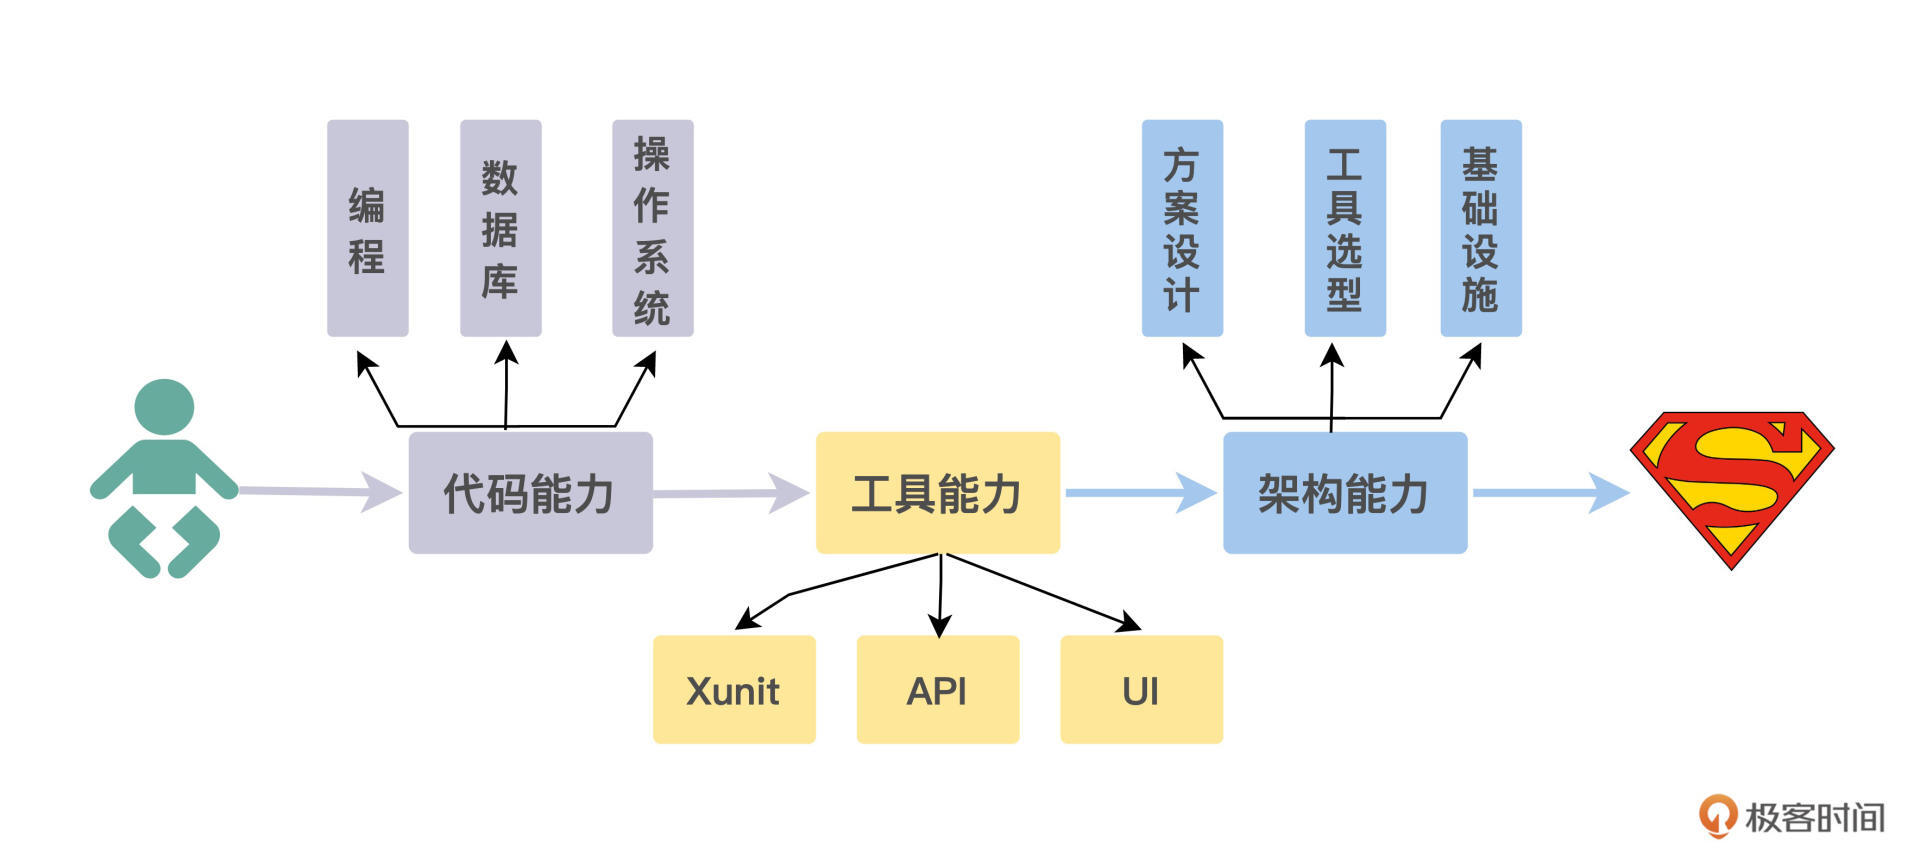 编程
数据库
操作系统
方案设计
工具选型
基础设施
代码能力
工具能力
架构能力
Xunit
API
UI
极客时间